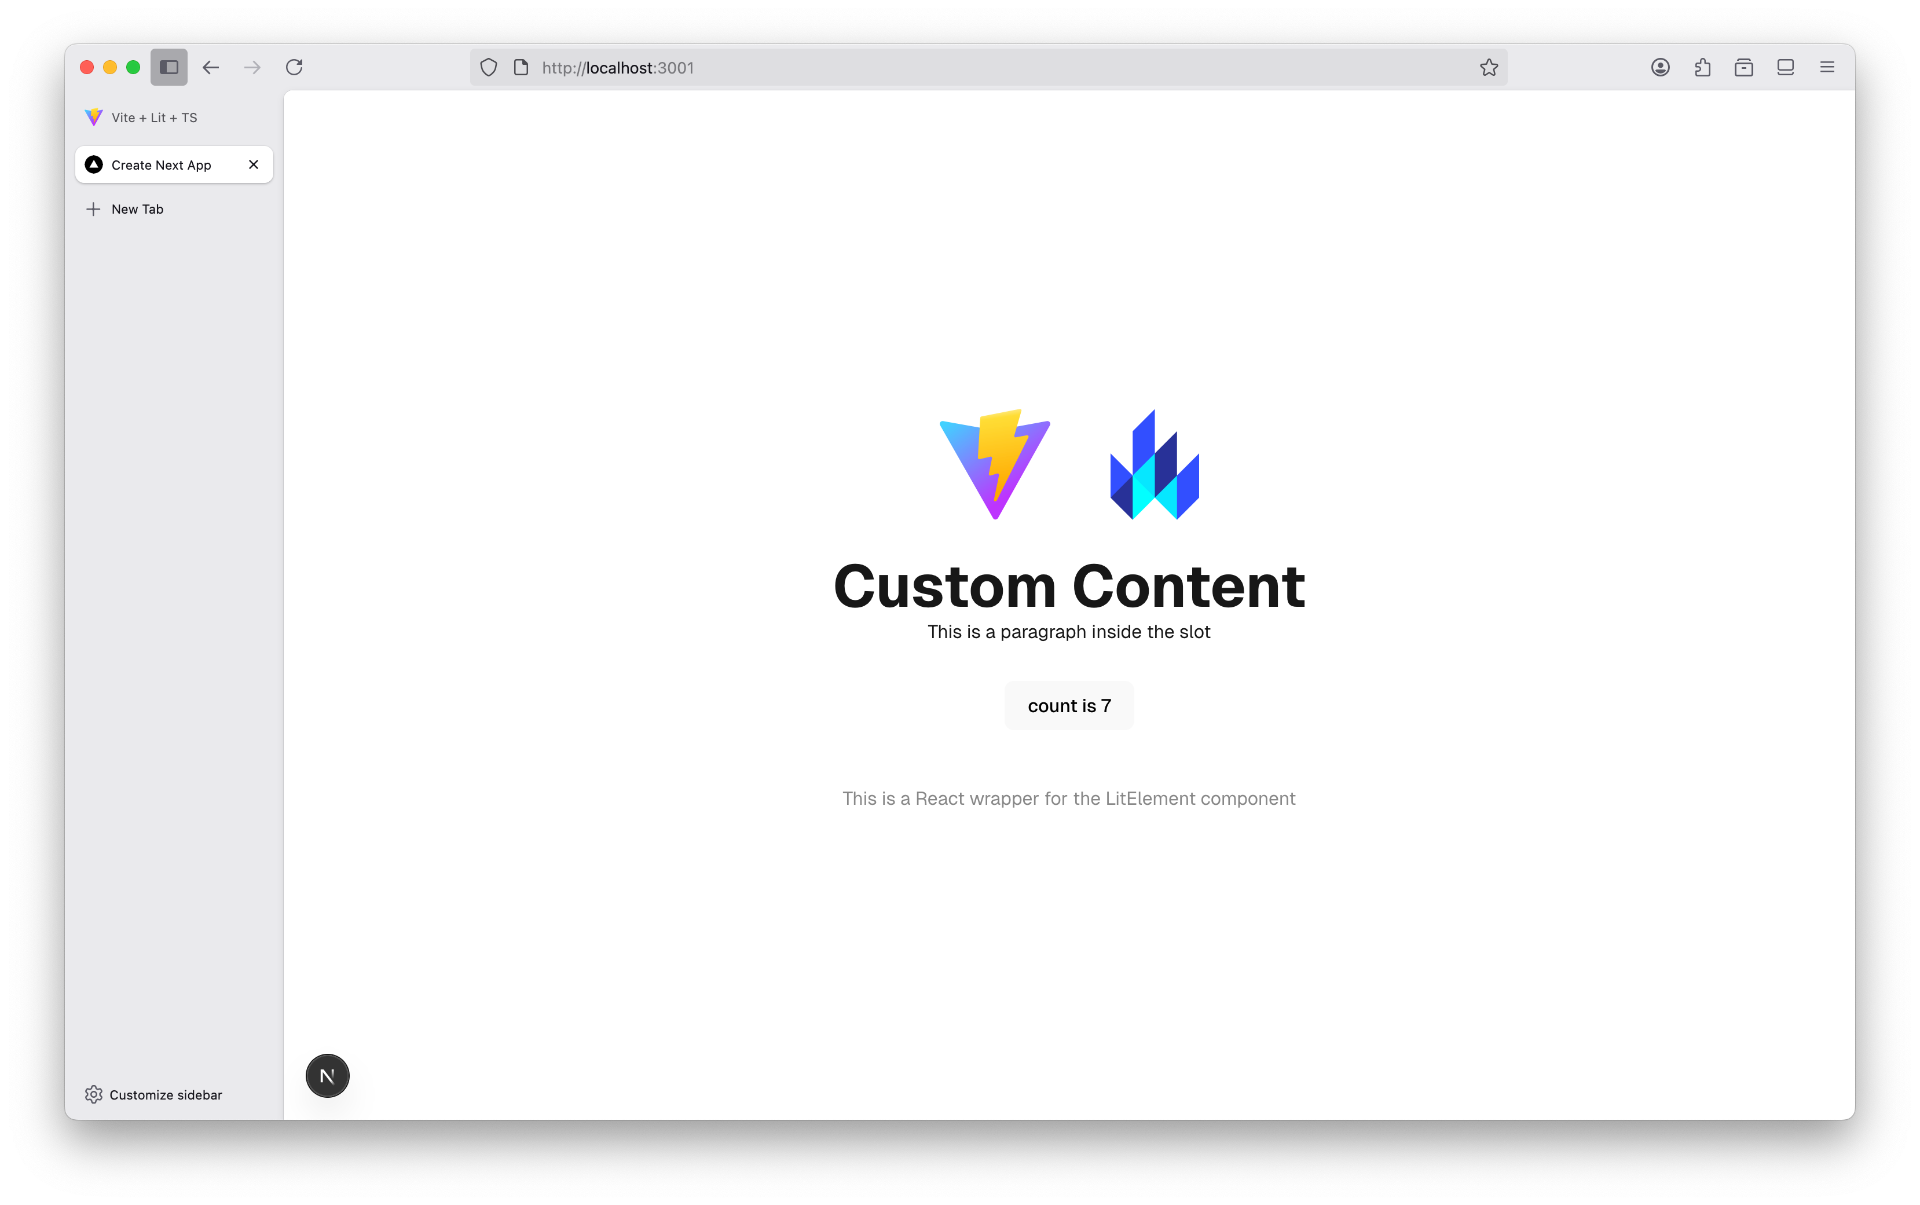 http://localhost:3001
Vite + Lit + TS
Create Next App
New Tab
Custom Content
This is a paragraph inside the slot
count is 7
This is a React wrapper for the LitElement component
N
Customize sidebar